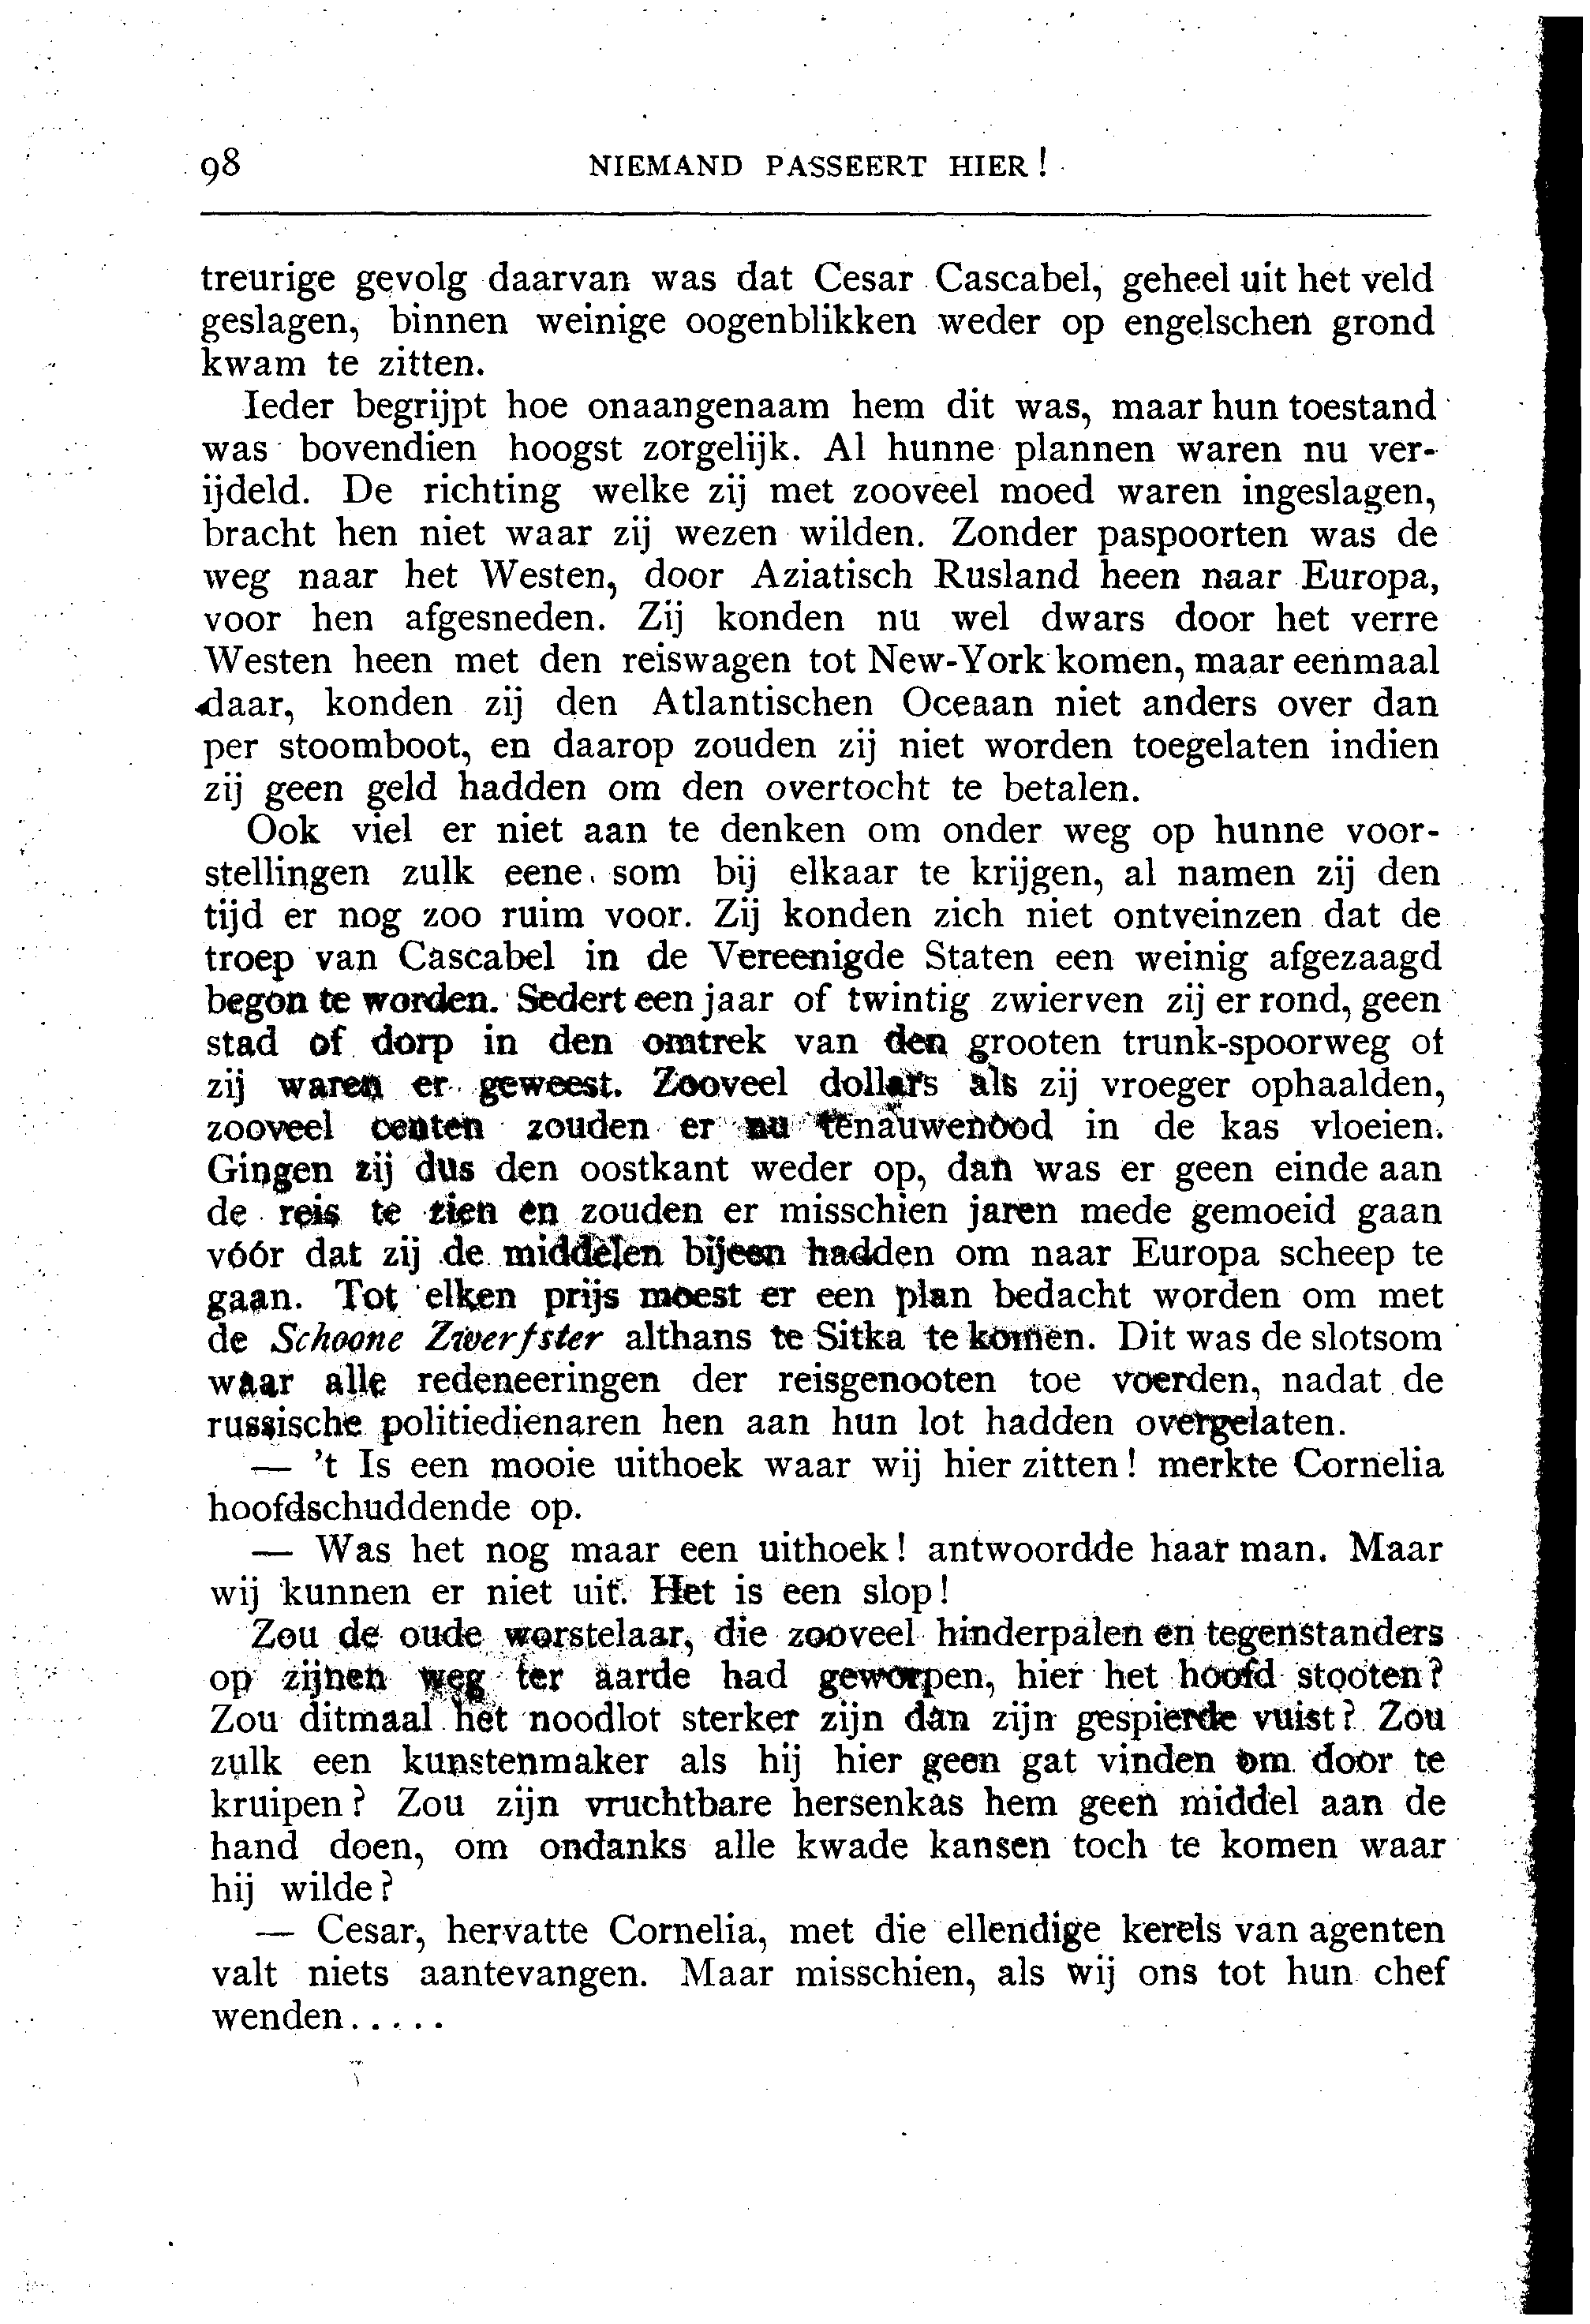 98 NIEMAND PASSEERT HIER!
treurige gevolg daarvan was dat Cesar Cascabel, geheel uit het veld
geslagen, binnen weinige oogenblikken weder op engelschen grond
kwam te zitten.
Ieder begrijpt hoe onaangenaam hem dit was, maar hun toestand
was bovendien hoogst zorgelijk. Al hunne plannen waren nu ver-
ijdeld. De richting welke zij met zooveel moed waren ingeslagen,
bracht hen niet waar zij wezen wilden. Zonder paspoorten was de
weg naar het Westen, door Aziatisch Rusland heen naar Europa,
voor hen afgesneden. Zij konden nu wel dwars door het verre
Westen heen met den reiswagen tot New-York komen, maar eenmaal
daar, konden zij den Atlantischen Oceaan niet anders over dan
per stoomboot, en daarop zouden zij niet worden toegelaten indien
zij geen geld hadden om den overtocht te betalen.
Ook viel er niet aan te denken om onder weg op hunne voor-
stellingen zulk eene som bij elkaar te krijgen, al namen zij den
tijd er nog zoo ruim voor. Zij konden zich niet ontveinzen dat de
troep van Cascabel in de Vereenigde Staten een weinig afgezaagd
begon te worden. Sedert een jaar of twintig zwierven zij er rond, geen
stad of dorp in den omtrek van den grooten trunk-spoorweg of
zij waren er geweest. Zooveel dollars als zij vroeger ophaalden,
zooveel centen zouden er nu tenauwenood in de kas vloeien.
Gingen zij dus den oostkant weder op, dan was er geen einde aan
de reis te zien en zouden er misschien jaren mede gemoeid gaan
vóór dat zij de middelen bijeen hadden om naar Europa scheep te
gaan. Tot elken prijs moest er een plan bedacht worden om met
de Schoone Zwerfster althans te Sitka te komen. Dit was de slotsom
waar alle redeneeringen der reisgenooten toe voerden, nadat de
russische politiedienaren hen aan hun lot hadden overgelaten.
— 't Is een mooie uithoek waar wij hier zitten! merkte Cornelia
hoofdschuddende op.
— Was het nog maar een uithoek! antwoordde haar man. Maar
wij kunnen er niet uit. Het is een slop!
Zou de oude worstelaar, die zooveel hinderpalen en tegenstanders
op zijnen weg ter aarde had geworpen, hier het hoofd stooten?
Zou ditmaal het noodlot sterker zijn dan zijn gespierde vuist? Zou
zulk een kunstenmaker als hij hier geen gat vinden om door te
kruipen? Zou zijn vruchtbare hersenkas hem geen middel aan de
hand doen, om ondanks alle kwade kansen toch te komen waar
hij wilde?
— Cesar, hervatte Cornelia, met die ellendige kerels van agenten
valt niets aantevangen. Maar misschien, als wij ons tot hun chef
wenden.....